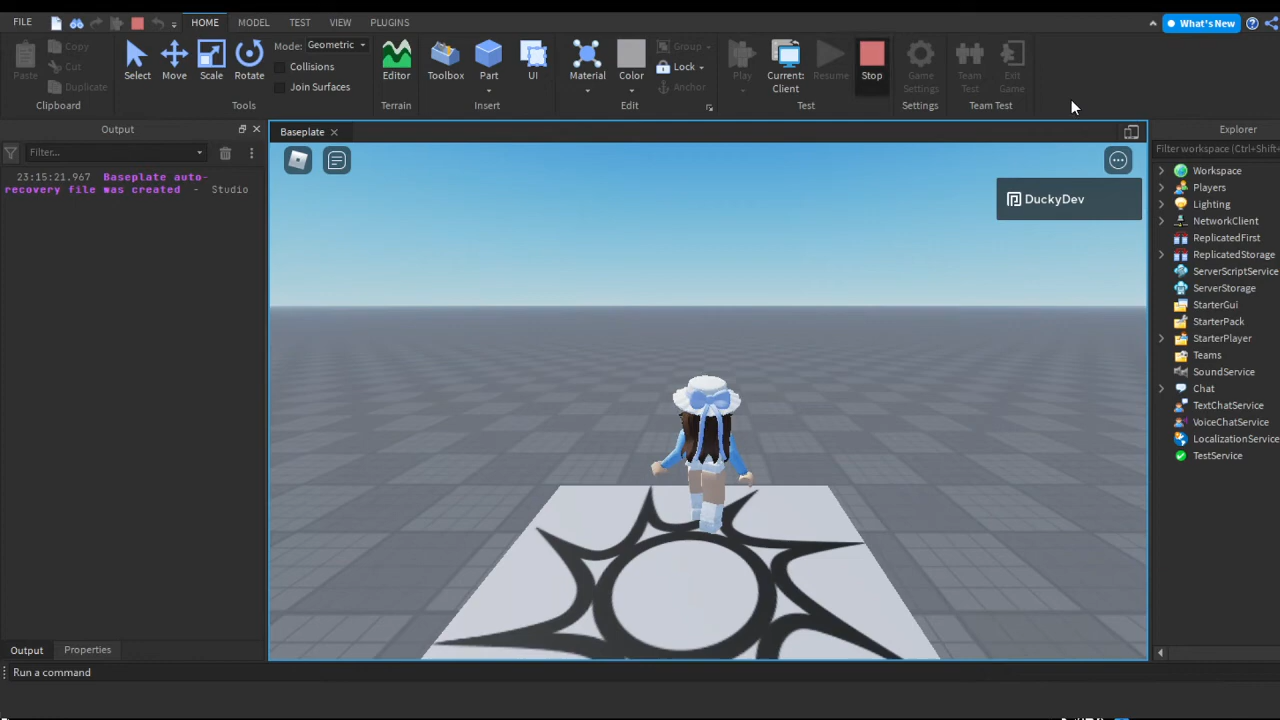 FILE HOME MODEL TEST VIEW PLUGINS What's New
Paste Copy Cut Duplicate Clipboard
Select Move Scale Rotate Mode: Geometric Collisions Join Surfaces Tools
Editor Terrain
Toolbox Part UI Insert
Material Color Group Lock Anchor Edit
Play Current: Client Resume Stop Test
Game Settings Settings
Team Test Exit Game Team Test
Output
Filter...
23:15:21.967 Baseplate auto-
recovery file was created - Studio
Baseplate
DuckyDev
Explorer
Filter workspace (Ctrl+Shift+
Workspace
Players
Lighting
NetworkClient
ReplicatedFirst
ReplicatedStorage
ServerScriptService
ServerStorage
StarterGui
StarterPack
StarterPlayer
Teams
SoundService
Chat
TextChatService
VoiceChatService
LocalizationService
TestService
Output Properties
Run a command